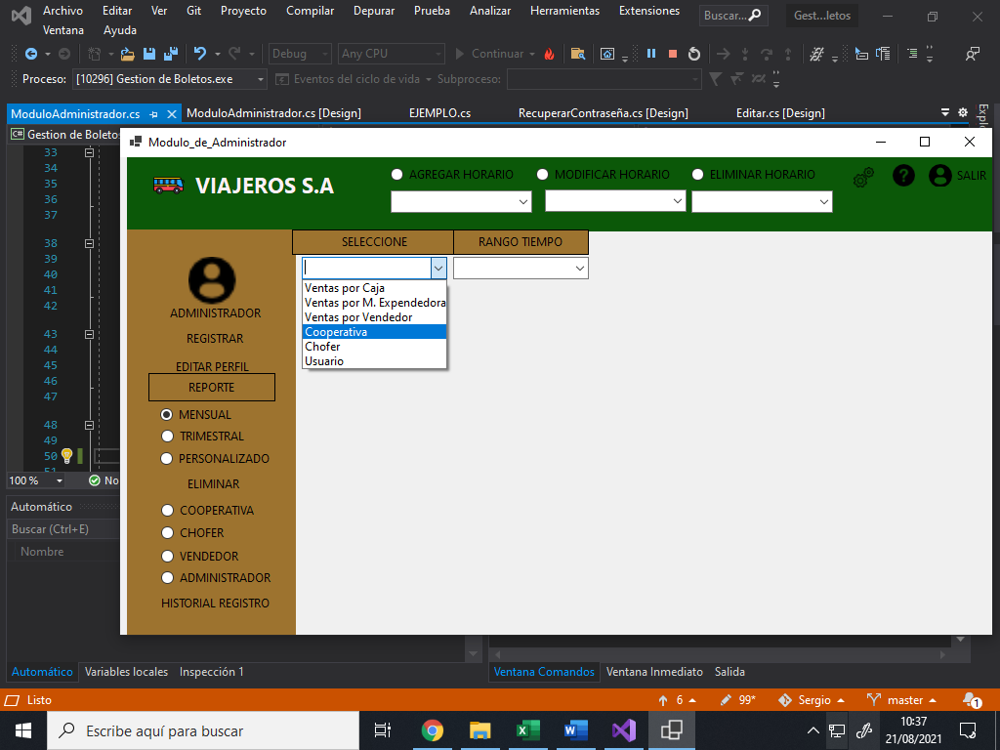 Archivo Editar Ver Git Proyecto Compilar Depurar Prueba Analizar Herramientas Extensiones
Ventana Ayuda
Buscar...
Gest...letos
Debug Any CPU Continuar
Proceso: [10296] Gestion de Boletos.exe Eventos del ciclo de vida Subproceso:
ModuloAdministrador.cs ModuloAdministrador.cs [Design] EJEMPLO.cs RecuperarContraseña.cs [Design] Editar.cs [Design]
C# Gestion de Boletos
Modulo_de_Administrador
33
34
35
36
37
38
39
40
41
42
43
44
45
46
47
48
49
50
51
VIAJEROS S.A
AGREGAR HORARIO MODIFICAR HORARIO ELIMINAR HORARIO
SALIR
SELECCIONE RANGO TIEMPO
Ventas por Caja
Ventas por M. Expendedora
Ventas por Vendedor
Cooperativa
Chofer
Usuario
ADMINISTRADOR
REGISTRAR
EDITAR PERFIL
REPORTE
MENSUAL
TRIMESTRAL
PERSONALIZADO
ELIMINAR
COOPERATIVA
CHOFER
VENDEDOR
ADMINISTRADOR
HISTORIAL REGISTRO
100 % No
Automático
Buscar (Ctrl+E)
Nombre
Automático Variables locales Inspección 1
Ventana Comandos Ventana Inmediato Salida
Listo 6 99* Sergio master 1
Escribe aquí para buscar
10:37
21/08/2021